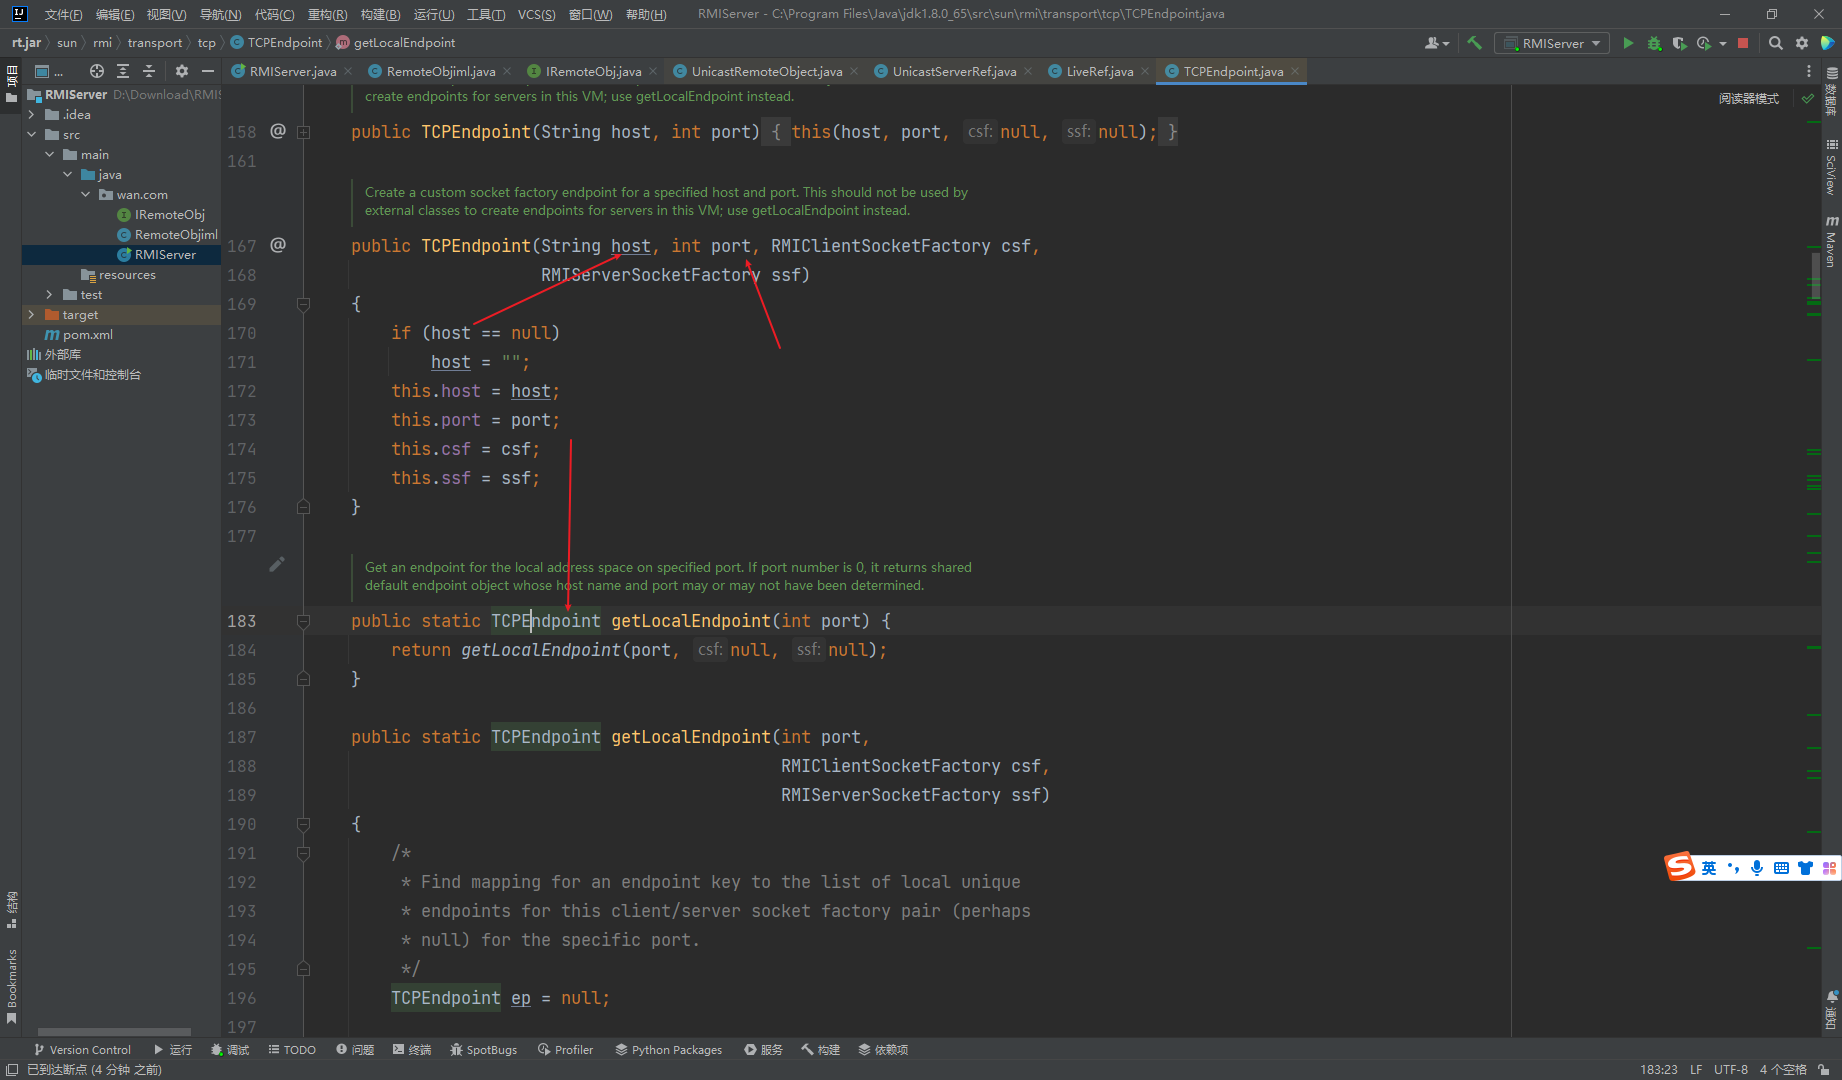 文件(F) 编辑(E) 视图(V) 导航(N) 代码(C) 重构(R) 构建(B) 运行(U) 工具(T) VCS(S) 窗口(W) 帮助(H) RMIServer - C:\Program Files\Java\jdk1.8.0_65\src\sun\rmi\transport\tcp\TCPEndpoint.java
rt.jar sun rmi transport tcp TCPEndpoint getLocalEndpoint RMIServer
项目
... RMIServer.java RemoteObjiml.java IRemoteObj.java UnicastRemoteObject.java UnicastServerRef.java LiveRef.java TCPEndpoint.java
RMIServer D:\Download\RMIS
.idea
src
main
java
wan.com
IRemoteObj
RemoteObjiml
RMIServer
resources
test
target
pom.xml
外部库
临时文件和控制台
create endpoints for servers in this VM; use getLocalEndpoint instead.
阅读器模式
158 @ public TCPEndpoint(String host, int port) { this(host, port, csf: null, ssf: null); }
161
Create a custom socket factory endpoint for a specified host and port. This should not be used by
external classes to create endpoints for servers in this VM; use getLocalEndpoint instead.
167 @ public TCPEndpoint(String host, int port, RMIClientSocketFactory csf,
168 RMIServerSocketFactory ssf)
169 {
170 if (host == null)
171 host = "";
172 this.host = host;
173 this.port = port;
174 this.csf = csf;
175 this.ssf = ssf;
176 }
177
Get an endpoint for the local address space on specified port. If port number is 0, it returns shared
default endpoint object whose host name and port may or may not have been determined.
183 public static TCPEndpoint getLocalEndpoint(int port) {
184 return getLocalEndpoint(port, csf: null, ssf: null);
185 }
186
187 public static TCPEndpoint getLocalEndpoint(int port,
188 RMIClientSocketFactory csf,
189 RMIServerSocketFactory ssf)
190 {
191 /*
192 * Find mapping for an endpoint key to the list of local unique
193 * endpoints for this client/server socket factory pair (perhaps
194 * null) for the specific port.
195 */
196 TCPEndpoint ep = null;
197
数据库
SciView
Maven
通知
英
结构
Bookmarks
Version Control 运行 调试 TODO 问题 终端 SpotBugs Profiler Python Packages 服务 构建 依赖项
已到达断点 (4 分钟 之前) 183:23 LF UTF-8 4 个空格